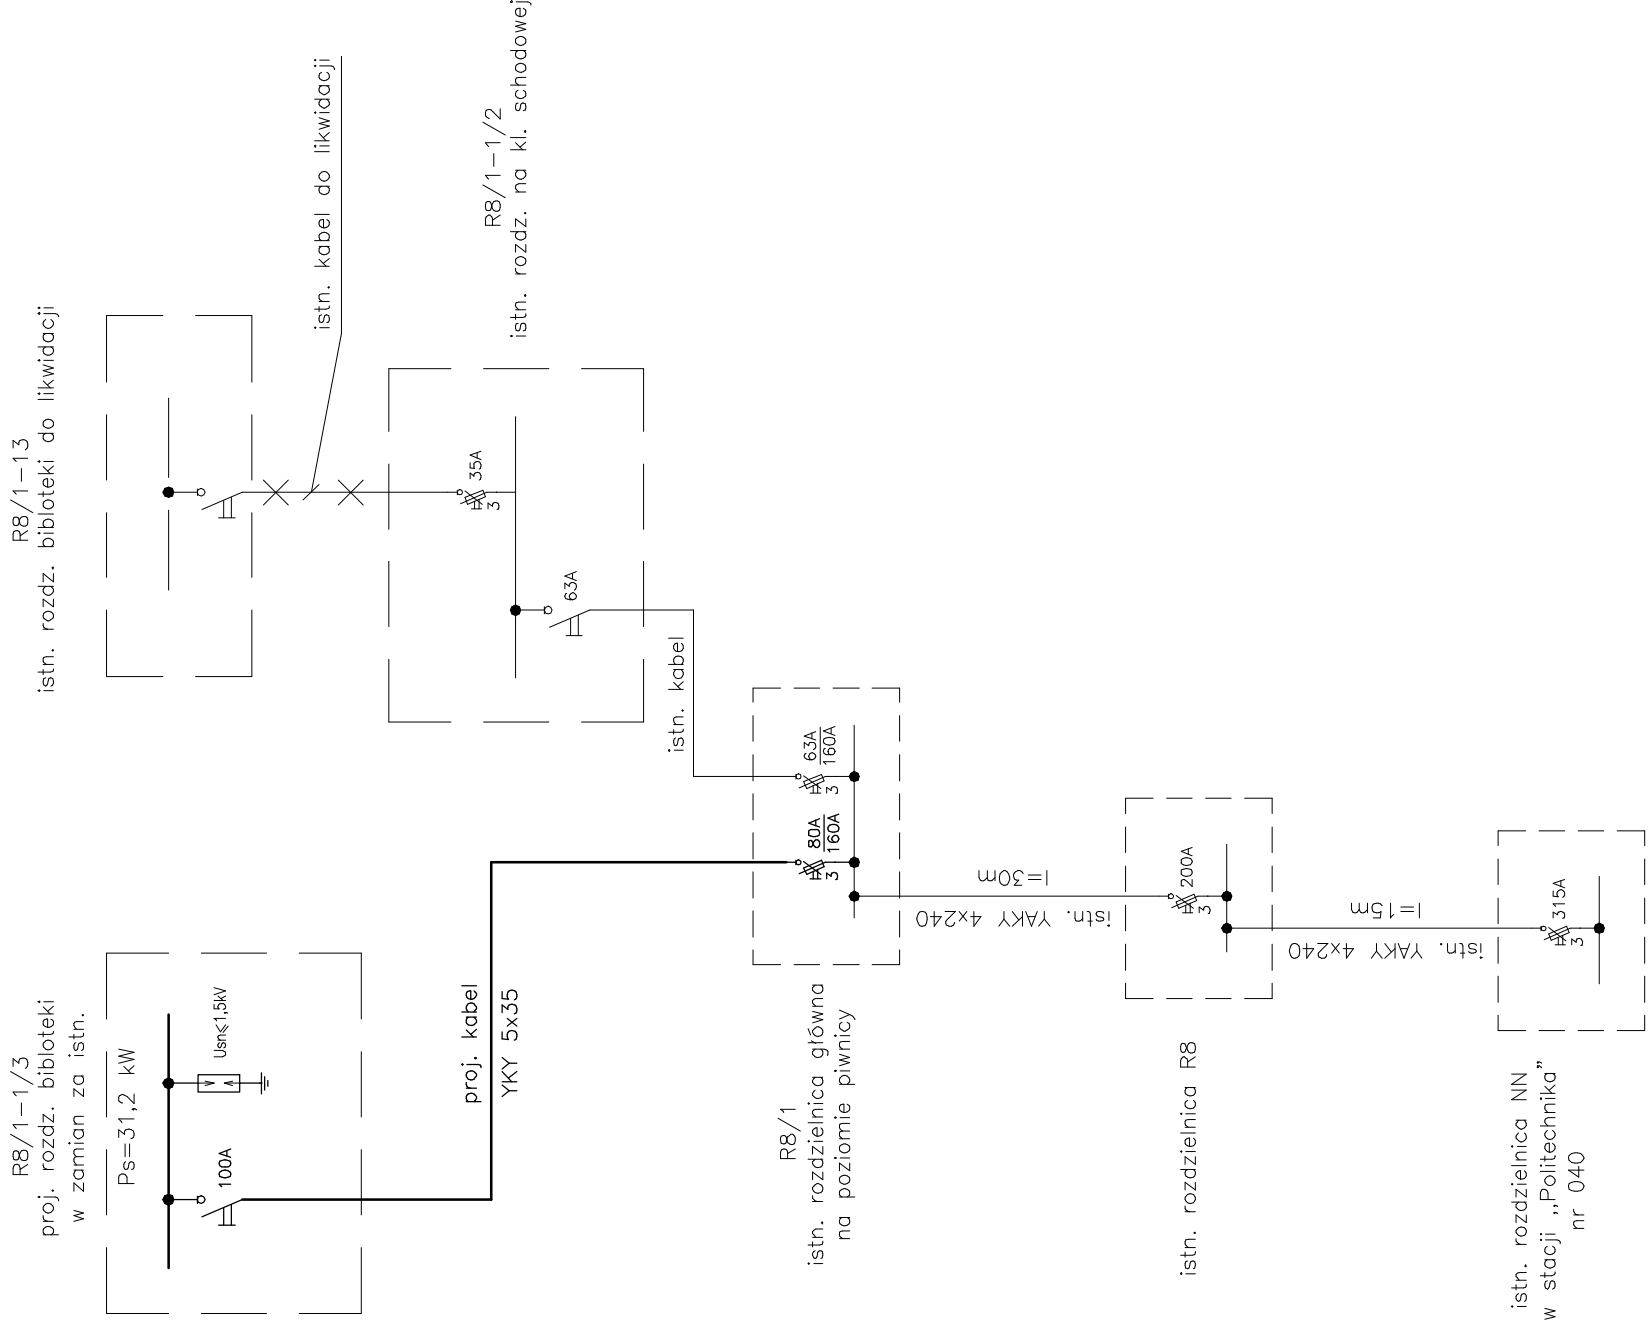 R8/1-13
istn. rozdz. bibloteki do likwidacji
istn. kabel do likwidacji
R8/1-1/2
istn. rozdz. na kl. schodowej
35A
3
63A
istn. kabel
R8/1-1/3
proj. rozdz. bibloteki
w zamian za istn.
Ps=31,2 kW
100A
Usn≤1,5kV
proj. kabel
YKY 5x35
R8/1
istn. rozdzielnica główna
na poziomie piwnicy
80A
160A
3
63A
160A
3
l=30m
istn. YAKY 4x240
istn. rozdzielnica R8
200A
3
l=15m
istn. YAKY 4x240
istn. rozdzielnica NN
w stacji ,,Politechnika"
nr 040
315A
3